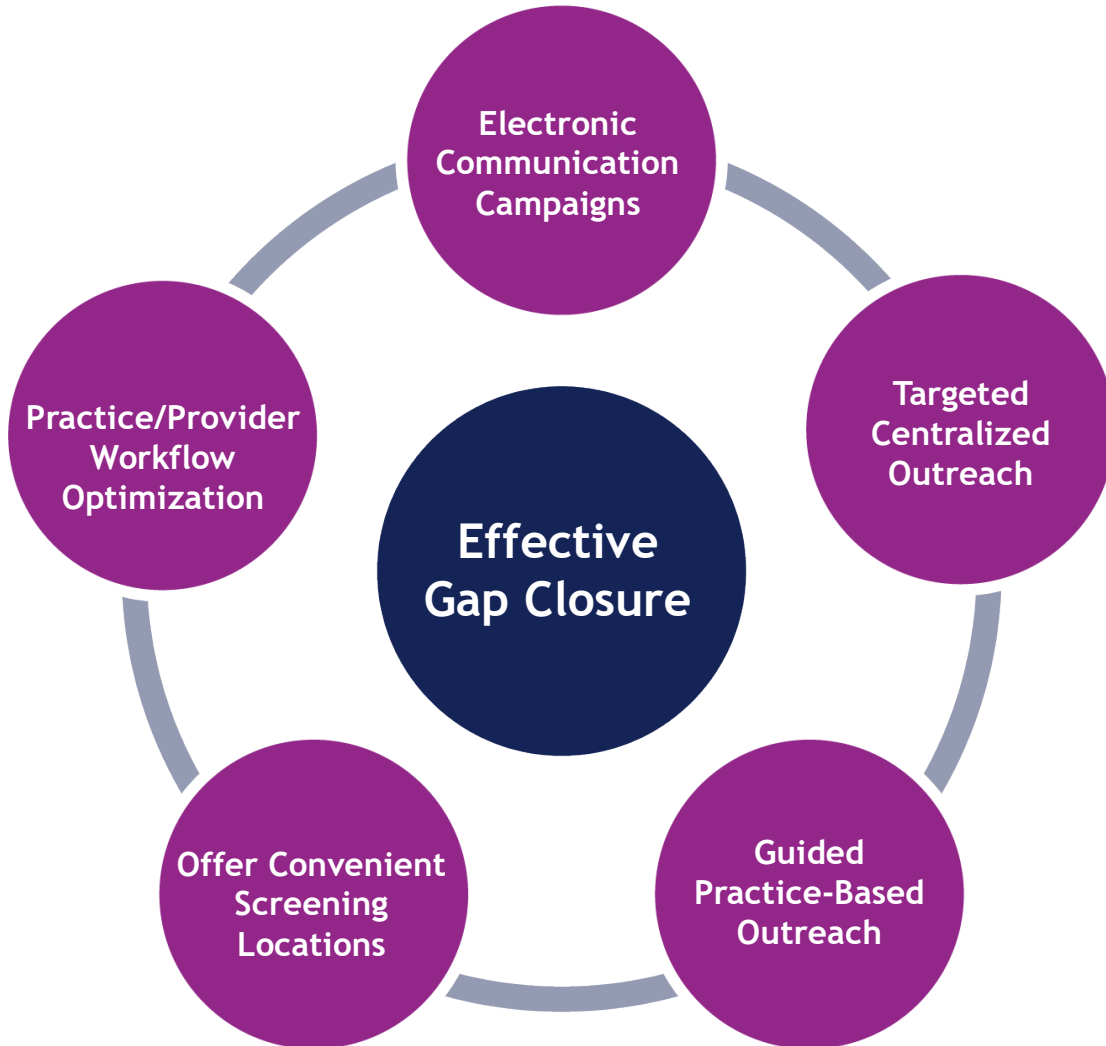 Electronic
Communication
Campaigns
Targeted
Centralized
Outreach
Guided
Practice-Based
Outreach
Offer Convenient
Screening
Locations
Practice/Provider
Workflow
Optimization
Effective
Gap Closure